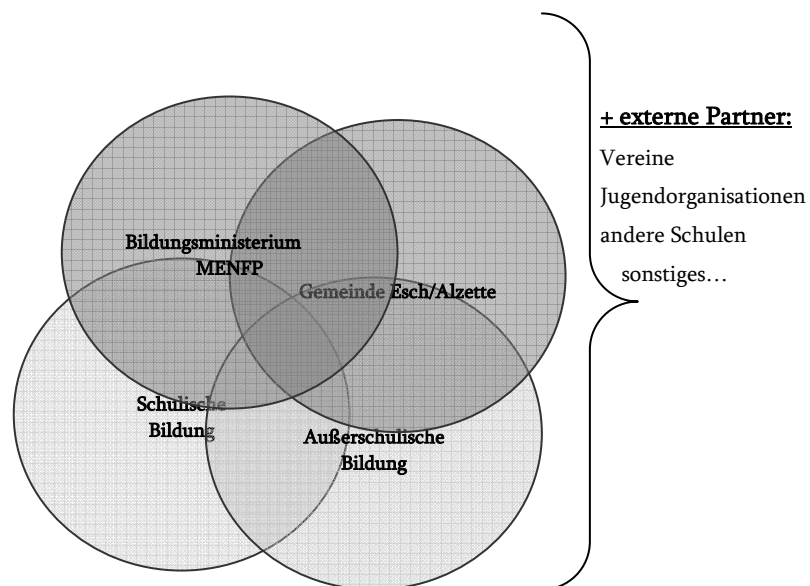 Bildungsministerium
MENFP
Gemeinde Esch/Alzette
Schulische
Bildung
Außerschulische
Bildung
+ externe Partner:
Vereine
Jugendorganisationen
andere Schulen
sonstiges…